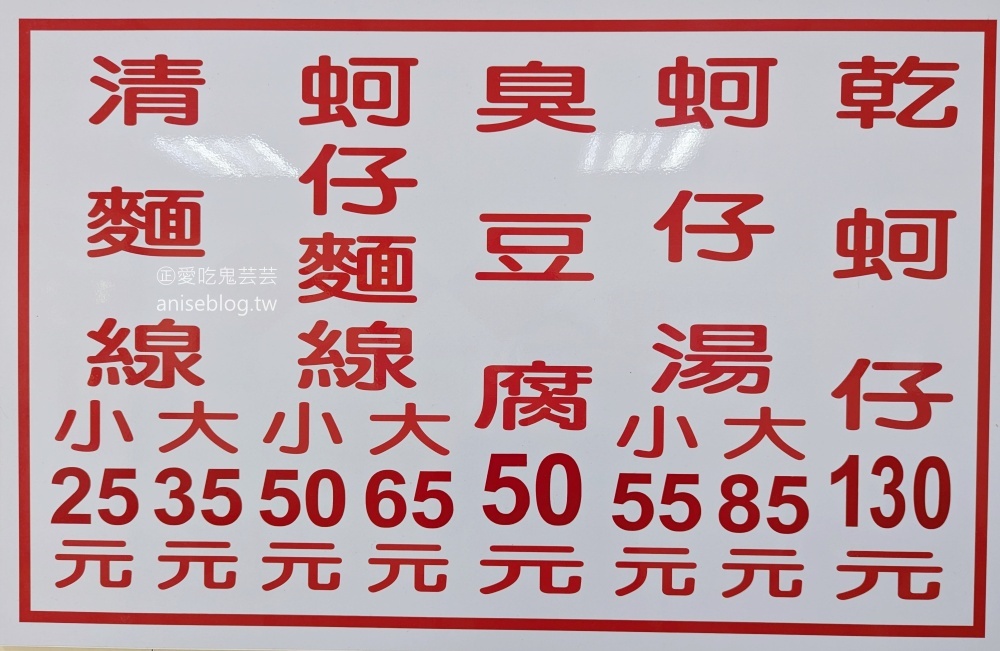 清麵線
小 大
25 35
元 元
蚵仔麵線
小 大
50 65
元 元
臭豆腐
50
元
蚵仔湯
小 大
55 85
元 元
乾蚵仔
130
元
㊣愛吃鬼芸芸
aniseblog.tw